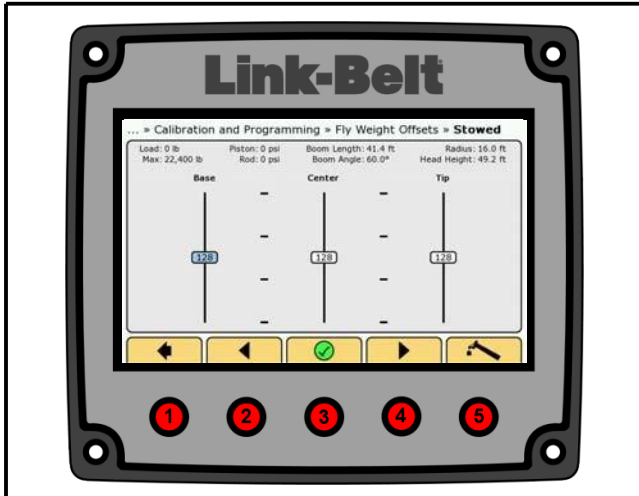 Link-Belt
... » Calibration and Programming » Fly Weight Offsets » Stowed
Load: 0 lb Piston: 0 psi Boom Length: 41.4 ft Radius: 16.0 ft
Max: 22,400 lb Rod: 0 psi Boom Angle: 60.0° Head Height: 49.2 ft
Base Center Tip
128 128 128
1 2 3 4 5